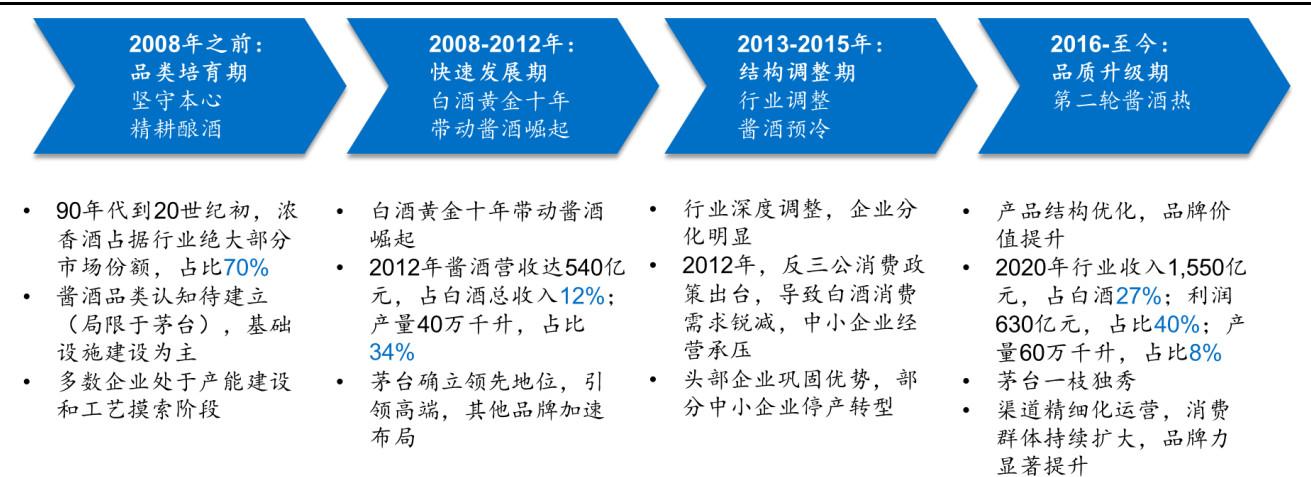 2008年之前：
品类培育期
坚守本心
精耕酿酒
2008-2012年：
快速发展期
白酒黄金十年
带动酱酒崛起
2013-2015年：
结构调整期
行业调整
酱酒预冷
2016-至今：
品质升级期
第二轮酱酒热
• 90年代到20世纪初，浓
香酒占据行业绝大部分
市场份额，占比70%
• 酱酒品类认知待建立
（局限于茅台），基础
设施建设为主
• 多数企业处于产能建设
和工艺摸索阶段
• 白酒黄金十年带动酱酒
崛起
• 2012年酱酒营收达540亿
元，占白酒总收入12%；
产量40万千升，占比
34%
• 茅台确立领先地位，引
领高端，其他品牌加速
布局
• 行业深度调整，企业分
化明显
• 2012年，反三公消费政
策出台，导致白酒消费
需求锐减，中小企业经
营承压
• 头部企业巩固优势，部
分中小企业停产转型
• 产品结构优化，品牌价
值提升
• 2020年行业收入1,550亿
元，占白酒27%；利润
630亿元，占比40%；产
量60万千升，占比8%
• 茅台一枝独秀
• 渠道精细化运营，消费
群体持续扩大，品牌力
显著提升